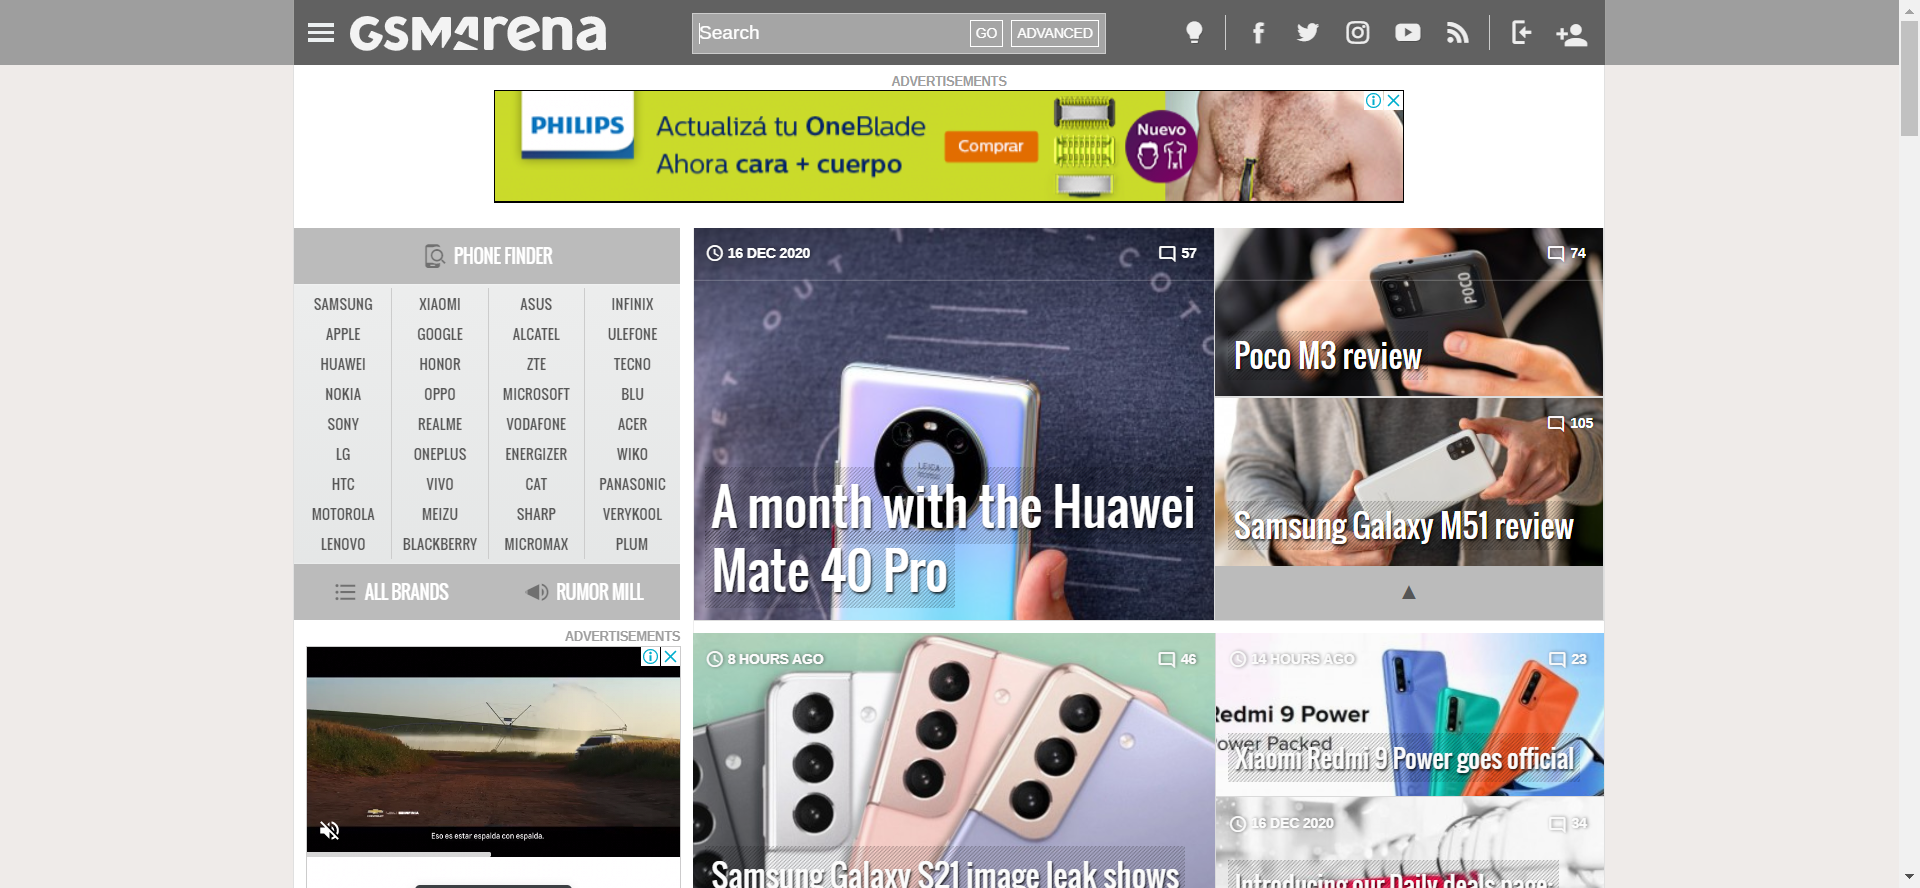 GSMArena
Search
GO
ADVANCED
ADVERTISEMENTS
PHILIPS
Actualizá tu OneBlade
Ahora cara + cuerpo
Comprar
Nuevo
PHONE FINDER
SAMSUNG XIAOMI ASUS INFINIX
APPLE GOOGLE ALCATEL ULEFONE
HUAWEI HONOR ZTE TECNO
NOKIA OPPO MICROSOFT BLU
SONY REALME VODAFONE ACER
LG ONEPLUS ENERGIZER WIKO
HTC VIVO CAT PANASONIC
MOTOROLA MEIZU SHARP VERYKOOL
LENOVO BLACKBERRY MICROMAX PLUM
ALL BRANDS
RUMOR MILL
16 DEC 2020
57
LEICA
A month with the Huawei
Mate 40 Pro
74
POCO
Poco M3 review
105
Samsung Galaxy M51 review
ADVERTISEMENTS
Eso es estar espalda con espalda.
8 HOURS AGO
46
Samsung Galaxy S21 image leak shows
14 HOURS AGO
23
Redmi 9 Power
ower Packed
Xiaomi Redmi 9 Power goes official
16 DEC 2020
34
Introducing our Daily deals page: